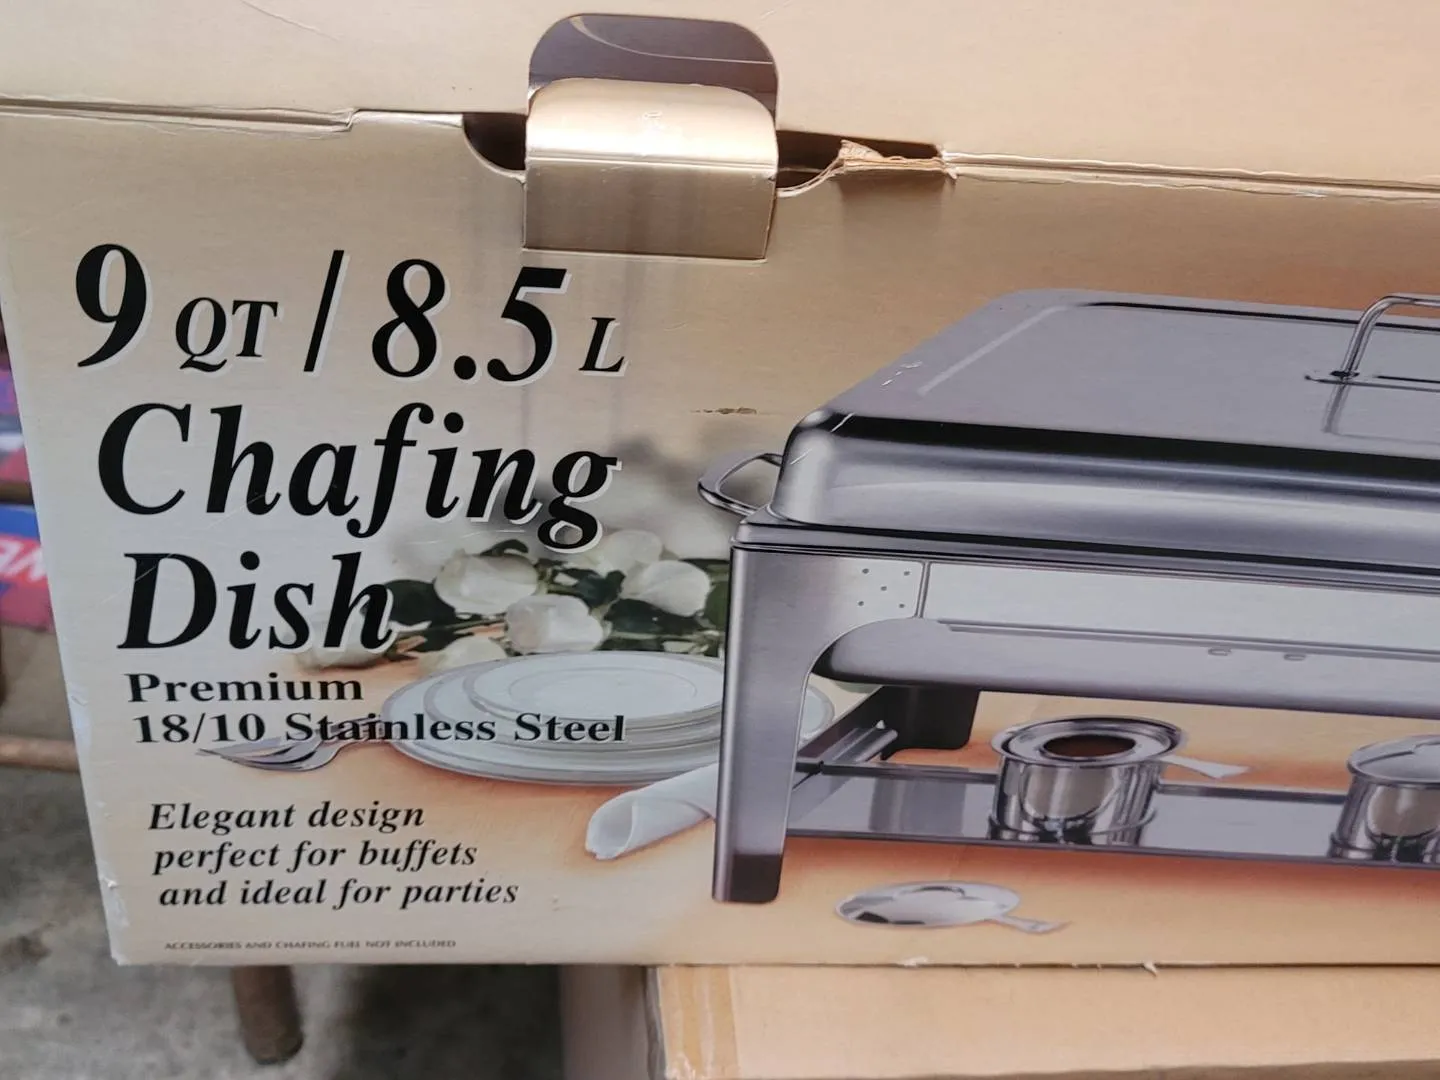 9 QT / 8.5 L
Chafing
Dish
Premium
18/10 Stainless Steel
Elegant design
perfect for buffets
and ideal for parties
ACCESSORIES AND CHAFING FUEL NOT INCLUDED